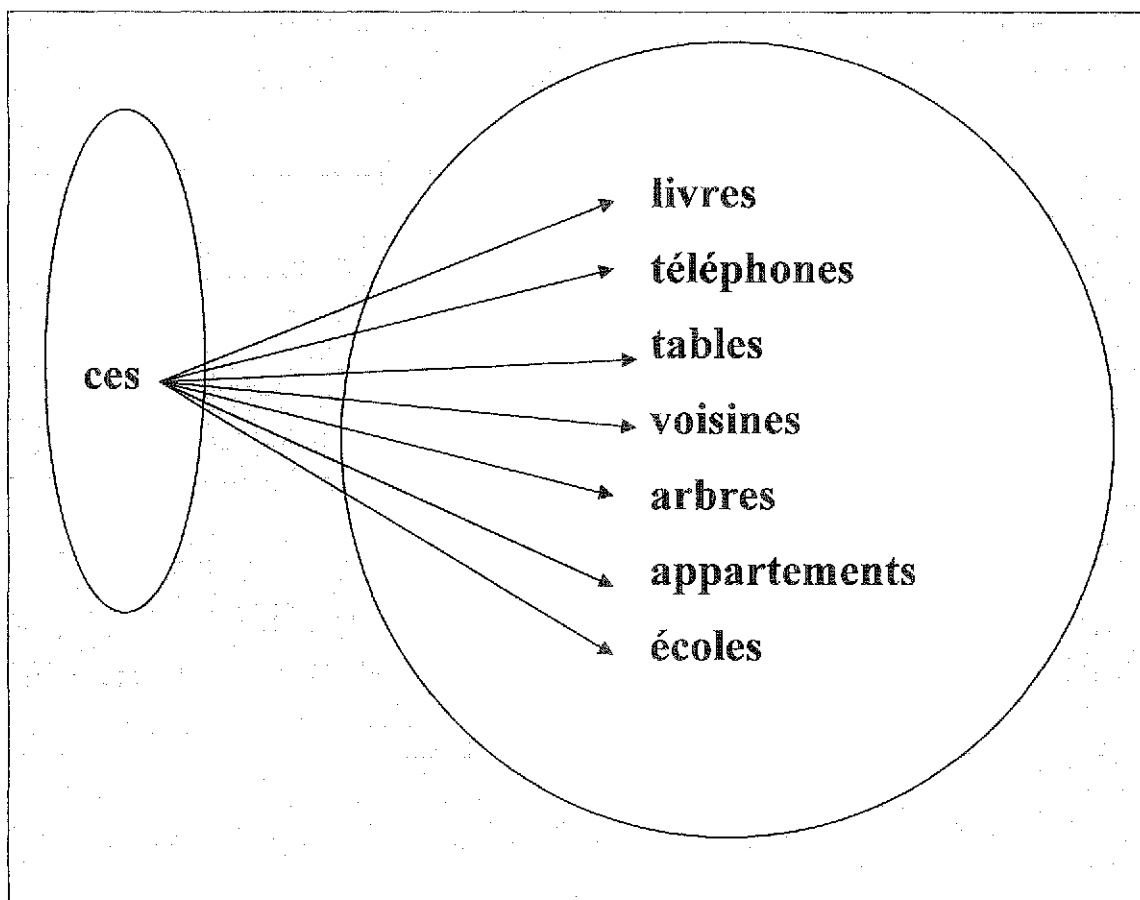 livres
téléphones
tables
ces
voisines
arbres
appartements
écoles